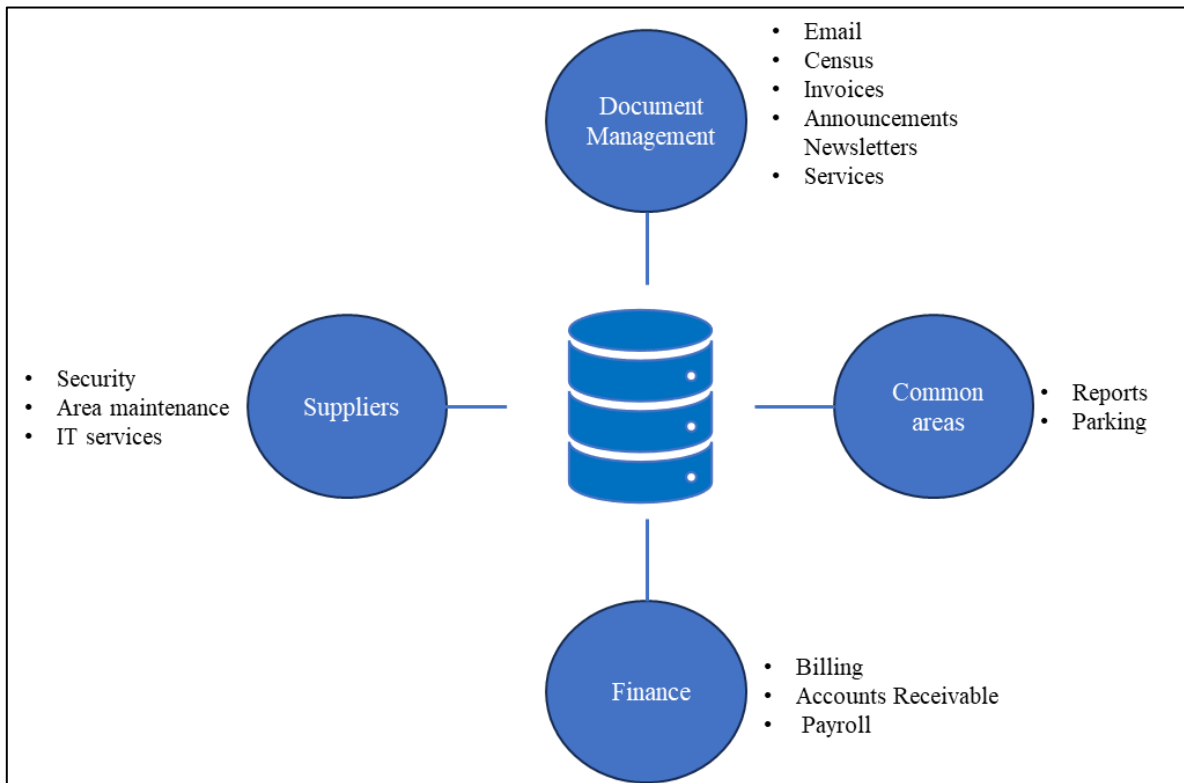 Document
Management
• Email
• Census
• Invoices
• Announcements
Newsletters
• Services
• Security
• Area maintenance
• IT services
Suppliers
Common
areas
• Reports
• Parking
Finance
• Billing
• Accounts Receivable
• Payroll